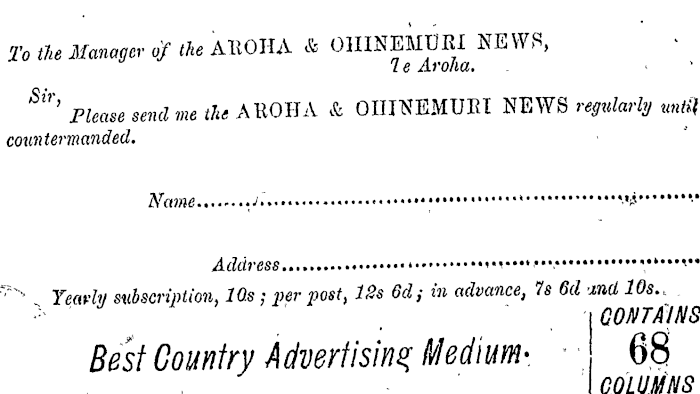 To the Manager of the AROHA & OHINEMURI NEWS,
Te Aroha.
Sir,
Please send me the AROHA & OHINEMURI NEWS regularly until
countermanded.
Name..........................................................
Address..........................................................
Yearly subscription, 10s ; per post, 12s 6d ; in advance, 7s 6d and 10s.
Best Country Advertising Medium.
CONTAINS
68
COLUMNS